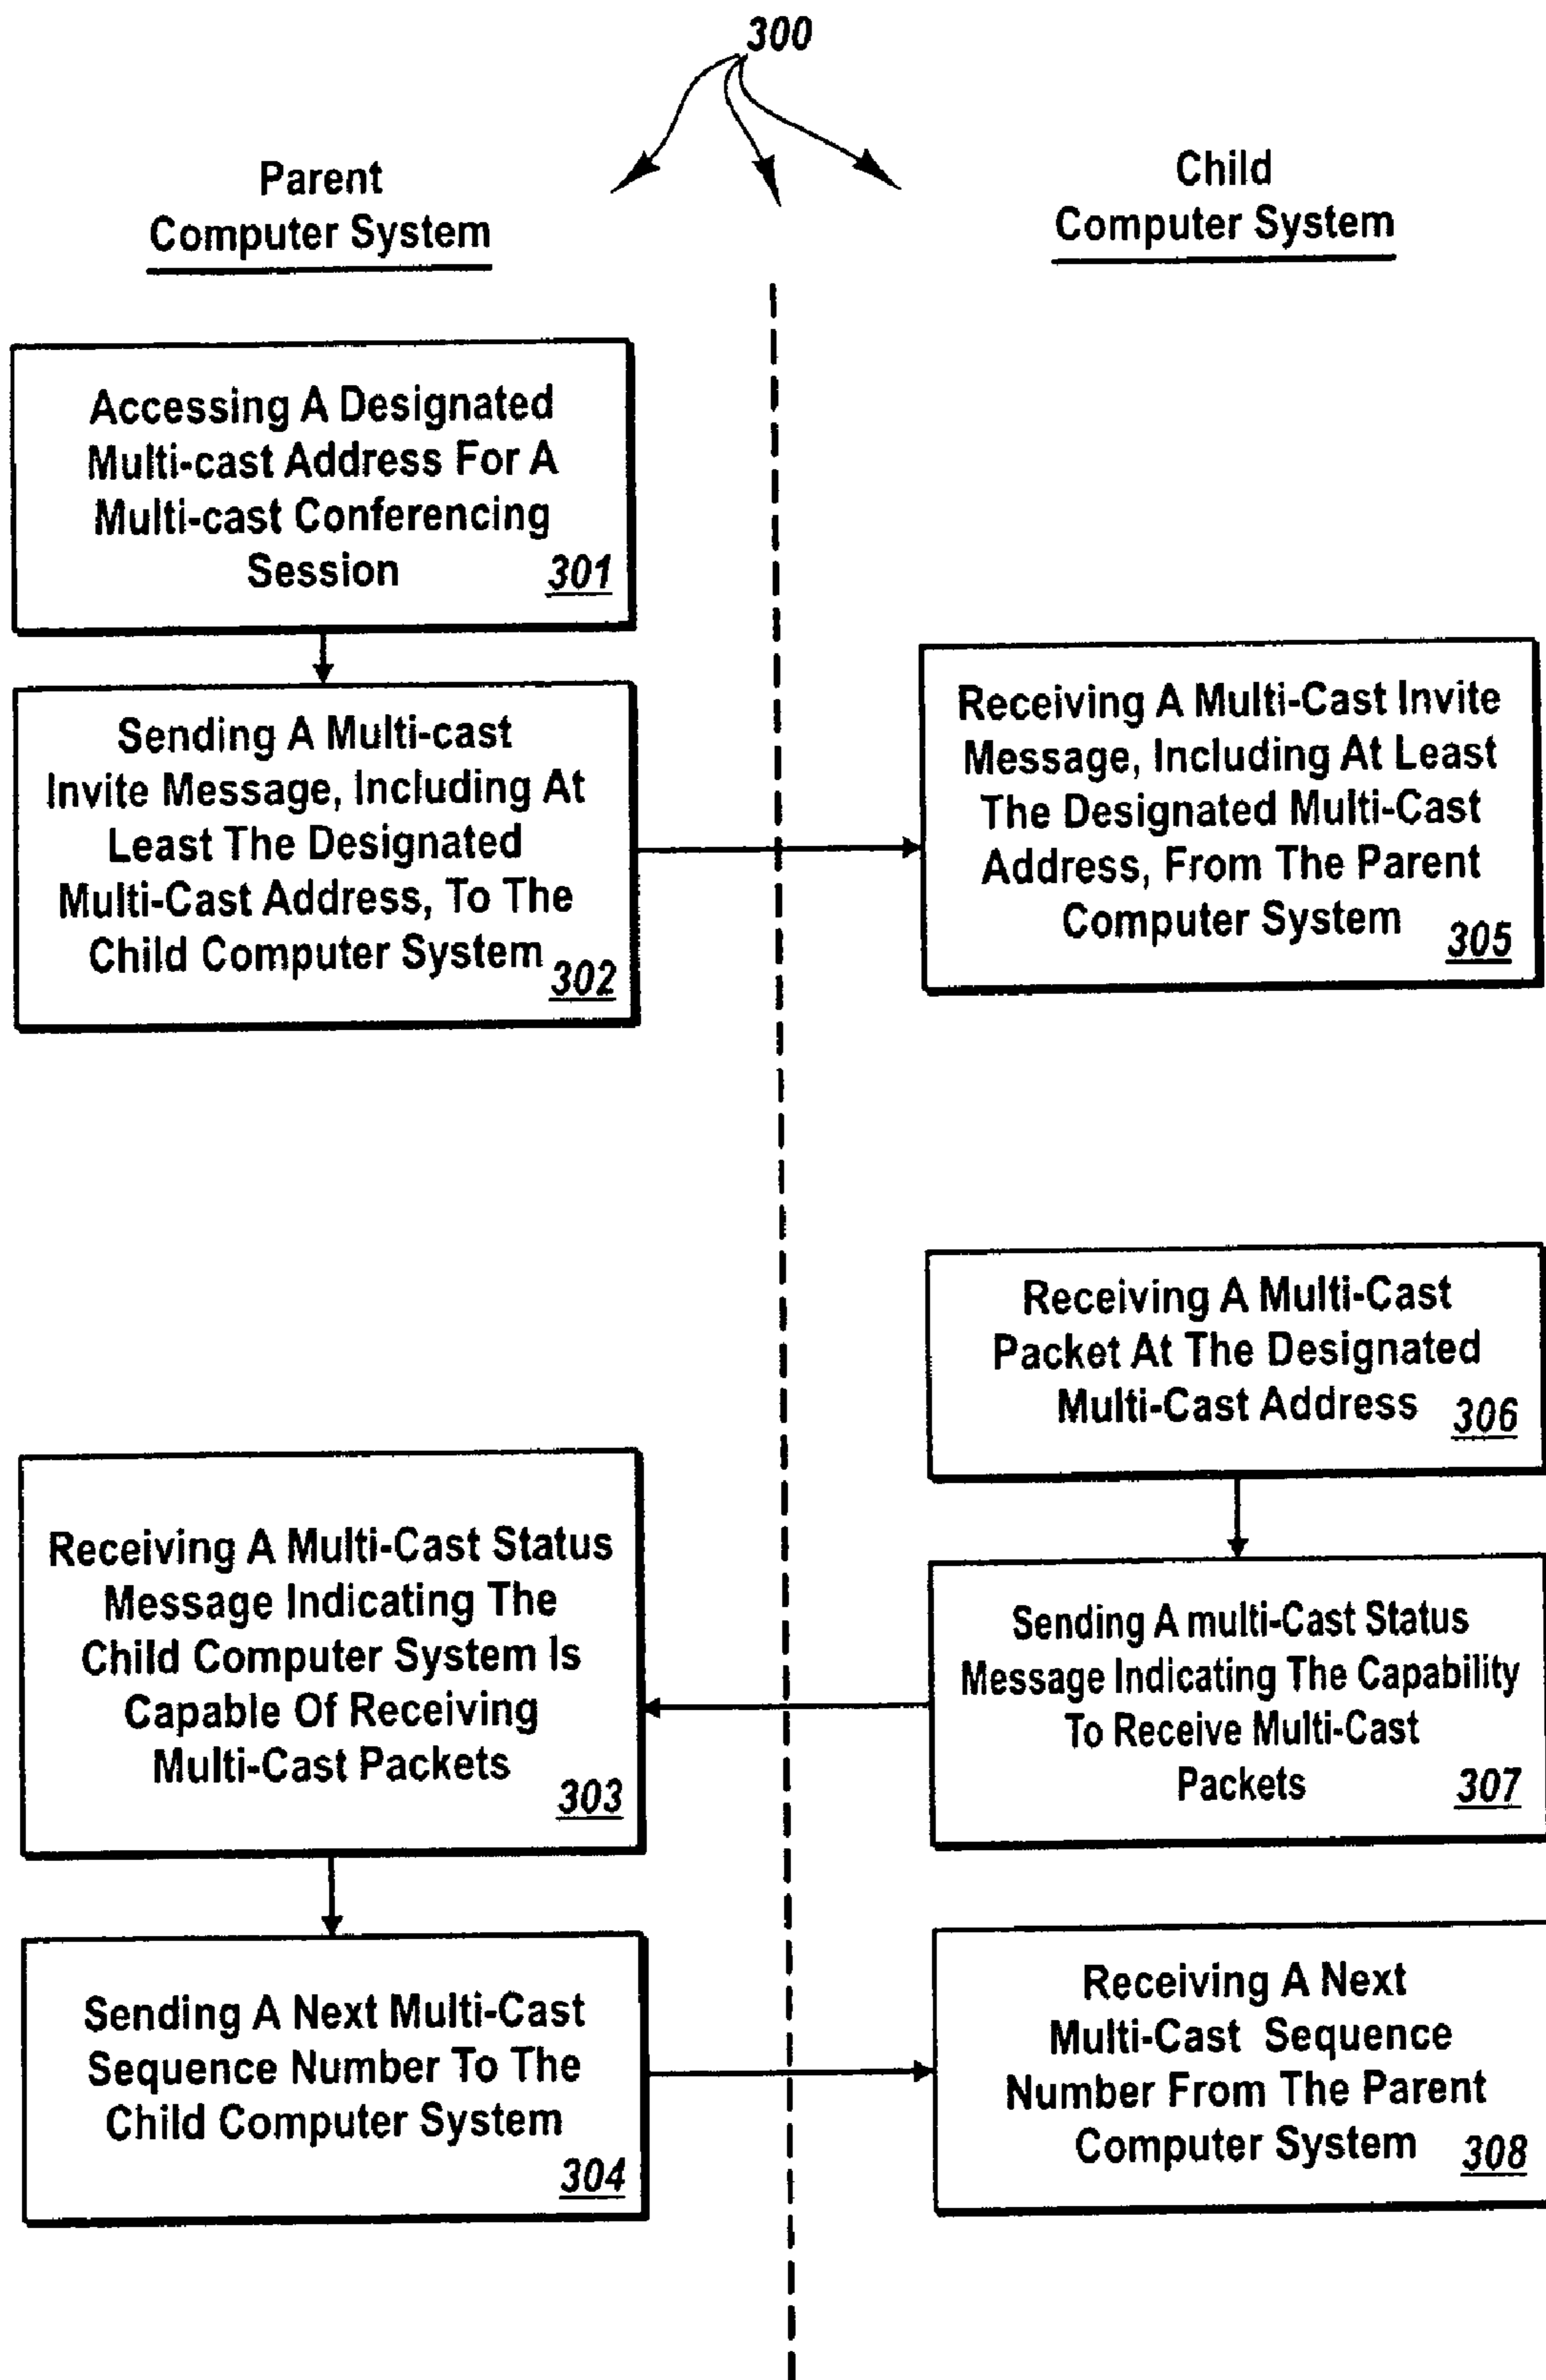 300
Parent
Computer System
Child
Computer System
Accessing A Designated
Multi-cast Address For A
Multi-cast Conferencing
Session 301
Sending A Multi-cast
Invite Message, Including At
Least The Designated
Multi-Cast Address, To The
Child Computer System 302
Receiving A Multi-Cast Invite
Message, Including At Least
The Designated Multi-Cast
Address, From The Parent
Computer System 305
Receiving A Multi-Cast
Packet At The Designated
Multi-Cast Address 306
Receiving A Multi-Cast Status
Message Indicating The
Child Computer System Is
Capable Of Receiving
Multi-Cast Packets
303
Sending A multi-Cast Status
Message Indicating The Capability
To Receive Multi-Cast
Packets 307
Sending A Next Multi-Cast
Sequence Number To The
Child Computer System
304
Receiving A Next
Multi-Cast Sequence
Number From The Parent
Computer System 308